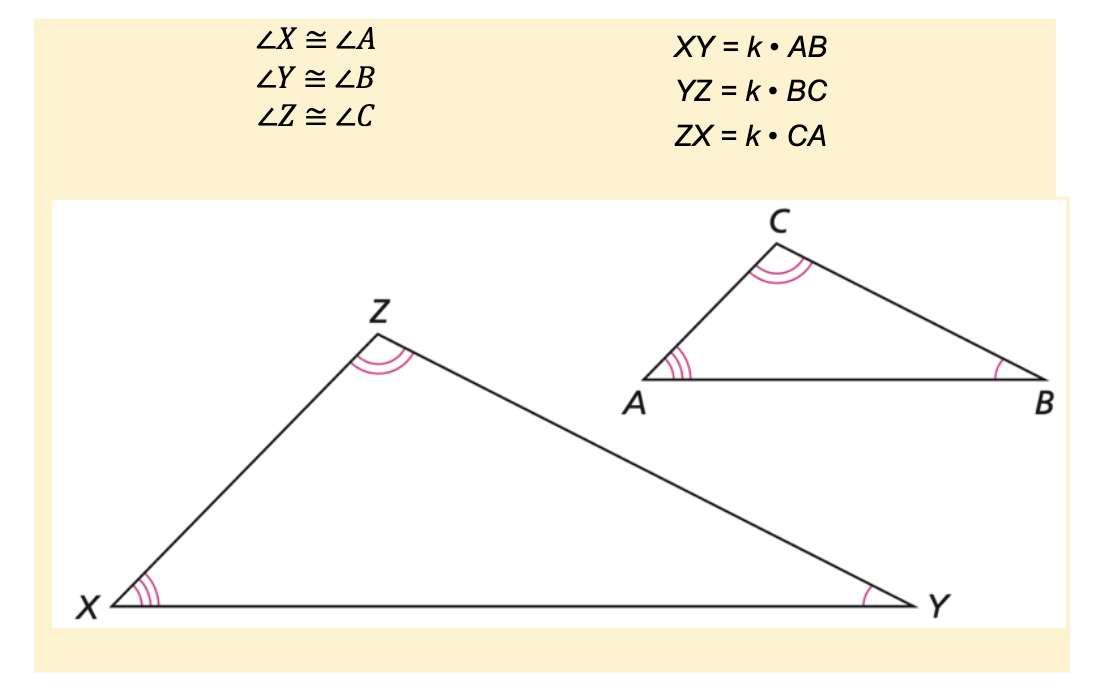 ∠X ≅ ∠A
∠Y ≅ ∠B
∠Z ≅ ∠C
XY = k • AB
YZ = k • BC
ZX = k • CA
C
Z
A
B
X
Y